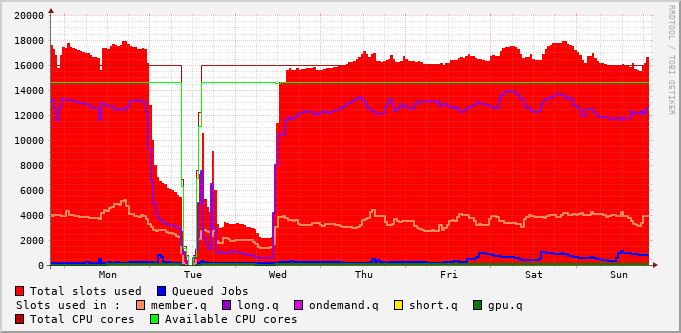 20000
18000
16000
14000
12000
10000
8000
6000
4000
2000
0
Mon Tue Wed Thu Fri Sat Sun
RRDTOOL / TOBI OETIKER
Total slots used Queued Jobs
Slots used in : member.q long.q ondemand.q short.q gpu.q
Total CPU cores Available CPU cores